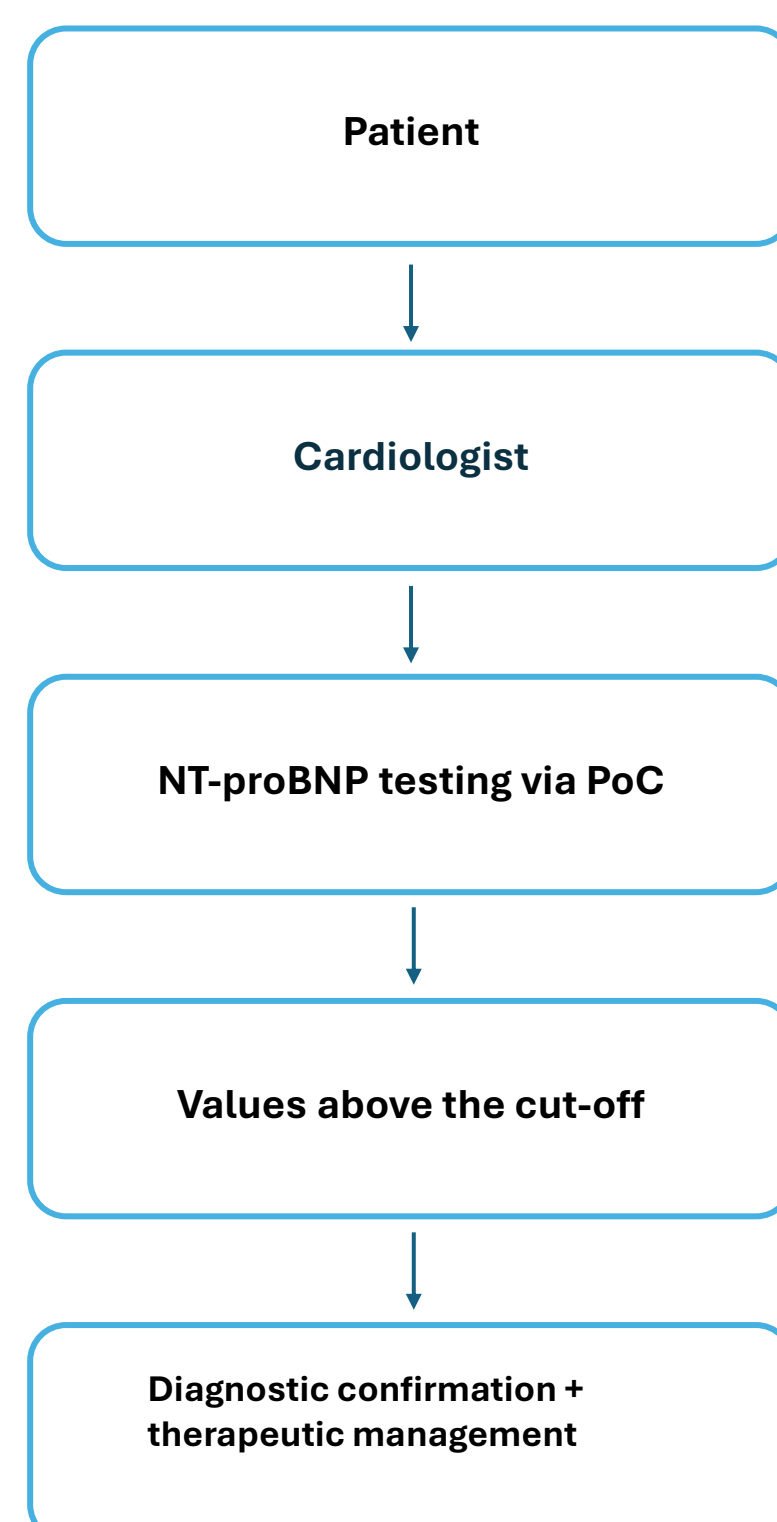 Patient
Cardiologist
NT-proBNP testing via PoC
Values above the cut-off
Diagnostic confirmation +
therapeutic management